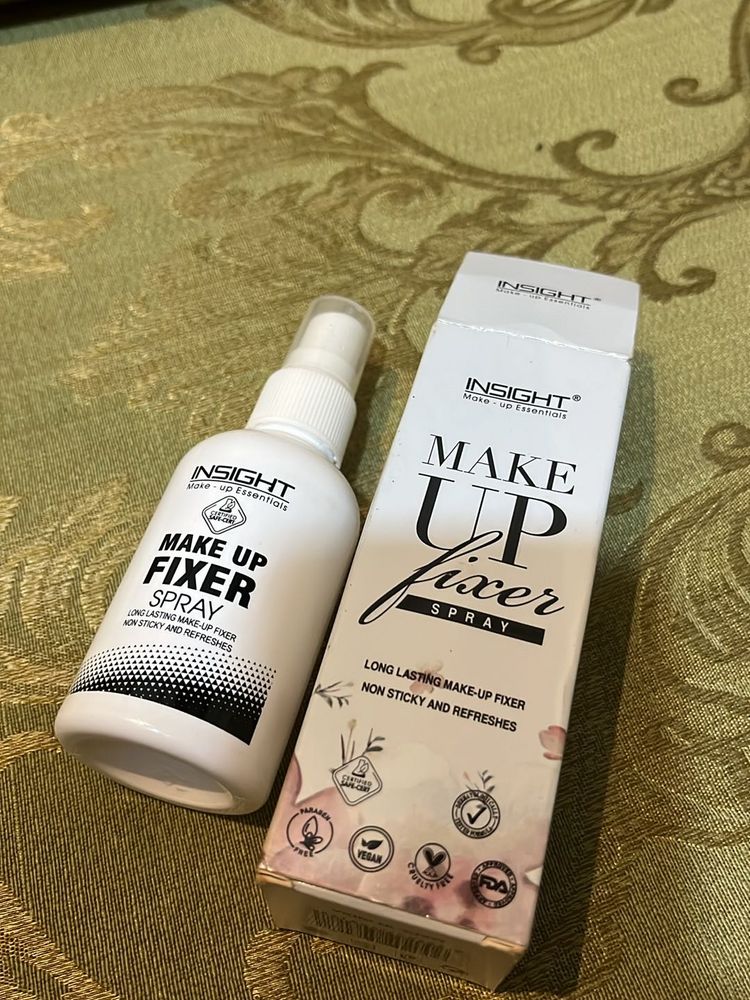 INSIGHT
Make - up Essentials
CERTIFIED
SAFE-CERT
MAKE UP
FIXER
SPRAY
LONG LASTING MAKE-UP FIXER
NON STICKY AND REFRESHES
INSIGHT®
Make - up Essentials
INSIGHT®
Make - up Essentials
MAKE
UP
fixer
SPRAY
LONG LASTING MAKE-UP FIXER
NON STICKY AND REFRESHES
CERTIFIED
SAFE-CERT
PARABEN
FREE
VEGAN
CRUELTY FREE
FDA
APPROVED